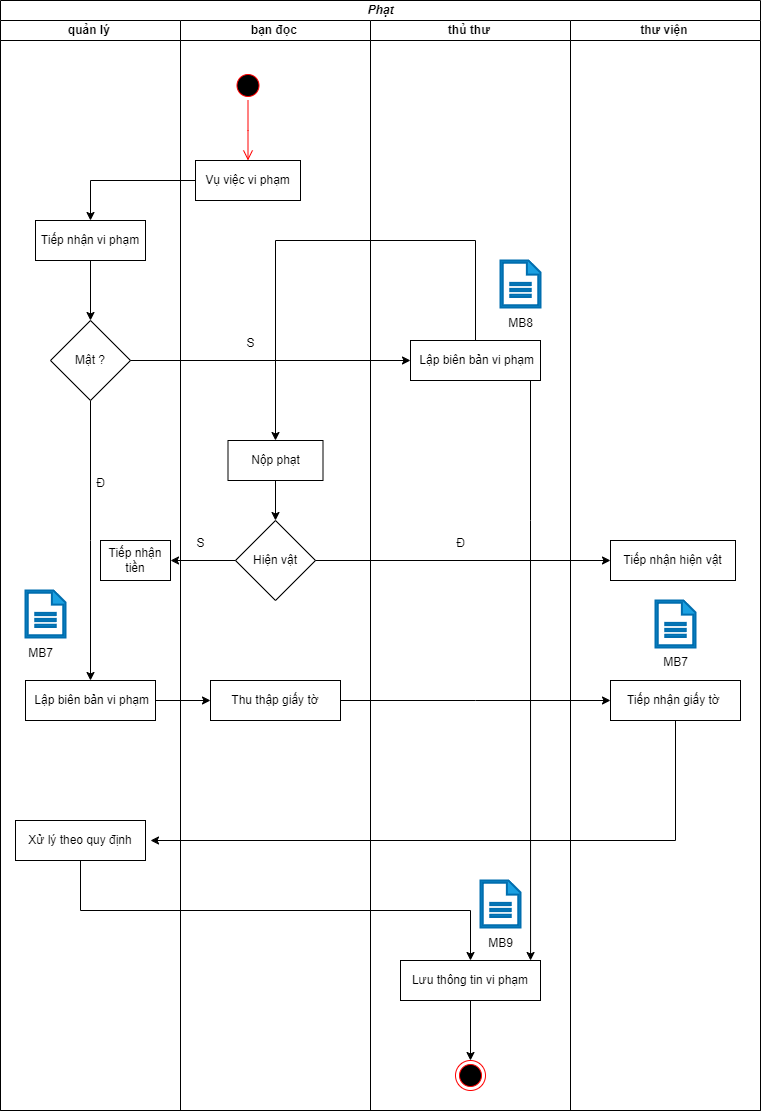 Phạt
quản lý
bạn đọc
thủ thư
thư viện
Vụ việc vi phạm
Tiếp nhận vi phạm
MB8
S
Mật ?
Lập biên bản vi phạm
Nộp phạt
Đ
S
Đ
Tiếp nhận
tiền
Hiện vật
Tiếp nhận hiện vật
MB7
MB7
Lập biên bản vi phạm
Thu thập giấy tờ
Tiếp nhận giấy tờ
Xử lý theo quy định
MB9
Lưu thông tin vi phạm